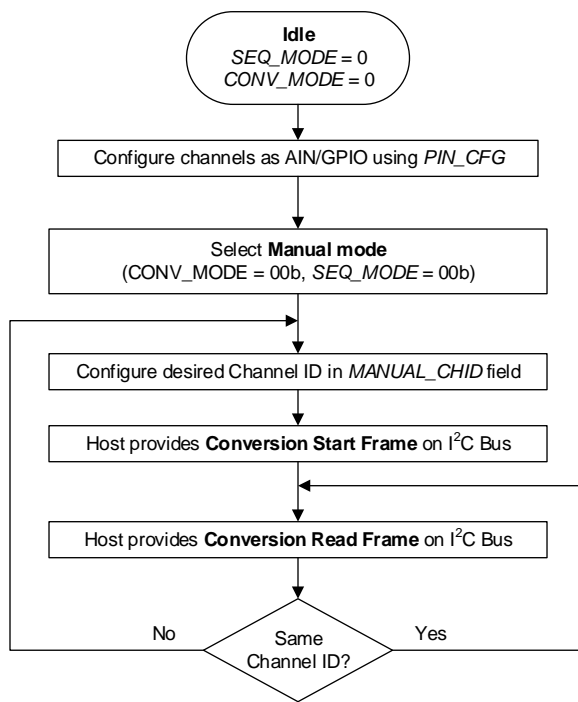 Idle
SEQ_MODE = 0
CONV_MODE = 0
Configure channels as AIN/GPIO using PIN_CFG
Select Manual mode
(CONV_MODE = 00b, SEQ_MODE = 00b)
Configure desired Channel ID in MANUAL_CHID field
Host provides Conversion Start Frame on I²C Bus
Host provides Conversion Read Frame on I²C Bus
No
Same
Channel ID?
Yes